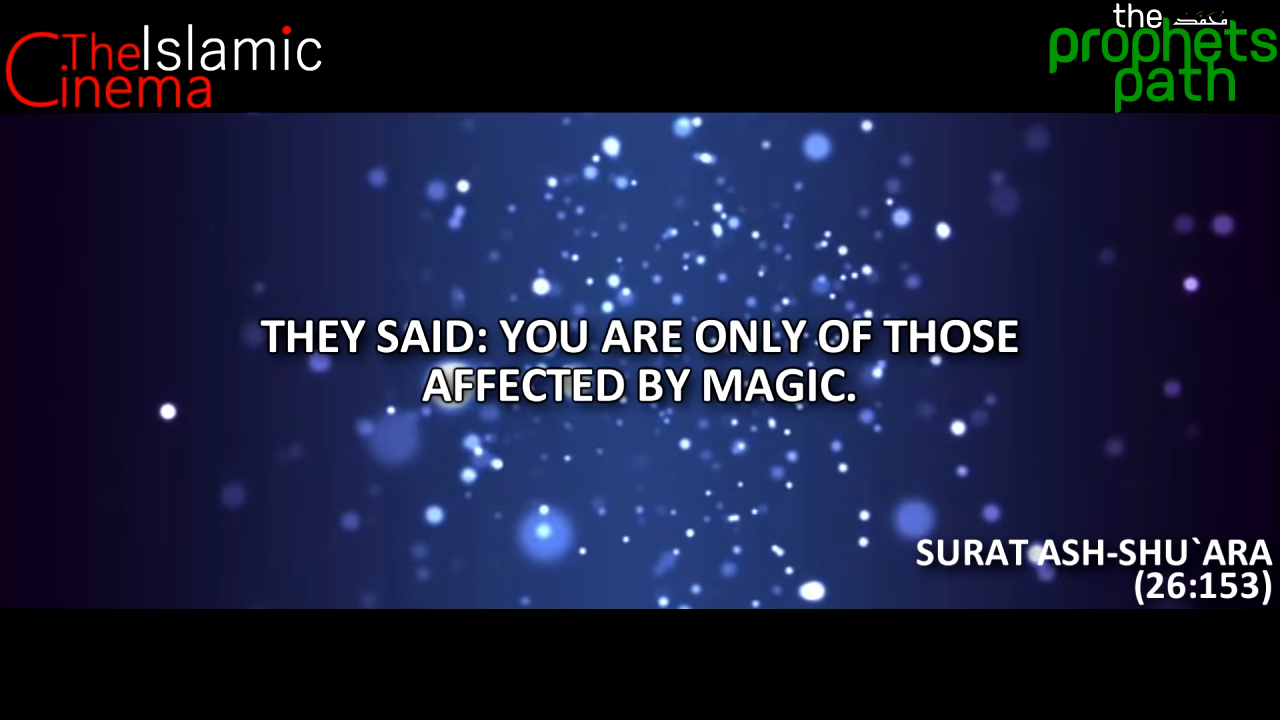 TheIslamic
Cinema
the محمد
prophets
path
THEY SAID: YOU ARE ONLY OF THOSE
AFFECTED BY MAGIC.
SURAT ASH-SHU`ARA
(26:153)